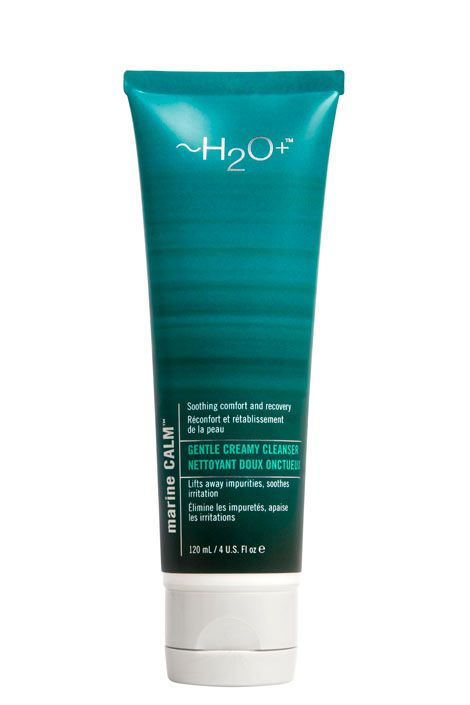 ~H2O+™
marine CALM™
Soothing comfort and recovery
Réconfort et rétablissement
de la peau
GENTLE CREAMY CLEANSER
NETTOYANT DOUX ONCTUEUX
Lifts away impurities, soothes
irritation
Élimine les impuretés, apaise
les irritations
120 mL / 4 U.S. Fl oz ℮